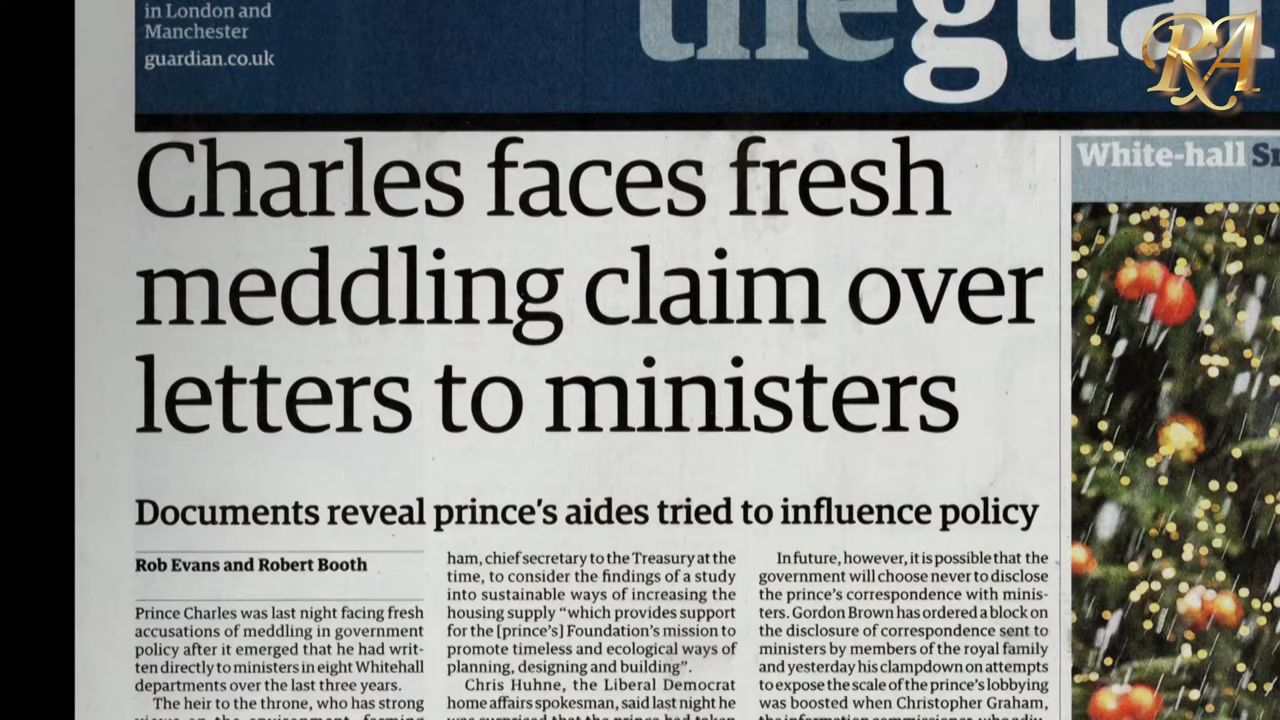 in London and
Manchester
guardian.co.uk
the
RA
Charles faces fresh
meddling claim over
letters to ministers
White-hall
Documents reveal prince's aides tried to influence policy
Rob Evans and Robert Booth
Prince Charles was last night facing fresh
accusations of meddling in government
policy after it emerged that he had writ-
ten directly to ministers in eight Whitehall
departments over the last three years.
The heir to the throne, who has strong
ham, chief secretary to the Treasury at the
time, to consider the findings of a study
into sustainable ways of increasing the
housing supply “which provides support
for the [prince's] Foundation's mission to
promote timeless and ecological ways of
planning, designing and building”.
Chris Huhne, the Liberal Democrat
home affairs spokesman, said last night he
In future, however, it is possible that the
government will choose never to disclose
the prince's correspondence with minis-
ters. Gordon Brown has ordered a block on
the disclosure of correspondence sent to
ministers by members of the royal family
and yesterday his clampdown on attempts
to expose the scale of the prince's lobbying
was boosted when Christopher Graham,